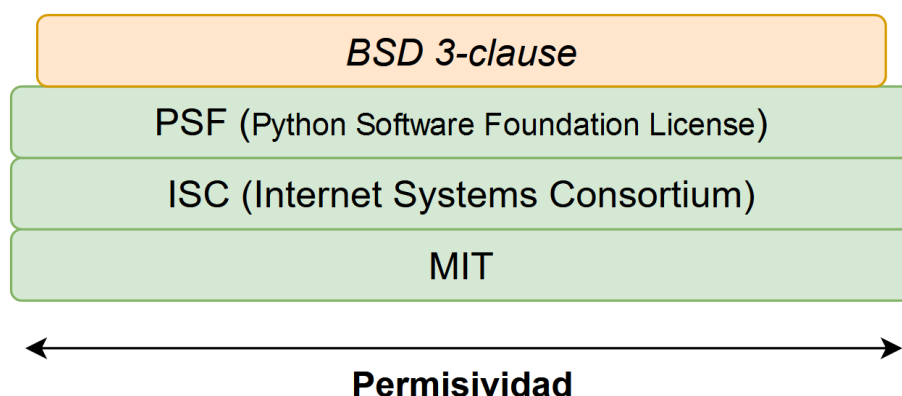 BSD 3-clause
PSF (Python Software Foundation License)
ISC (Internet Systems Consortium)
MIT
Permisividad